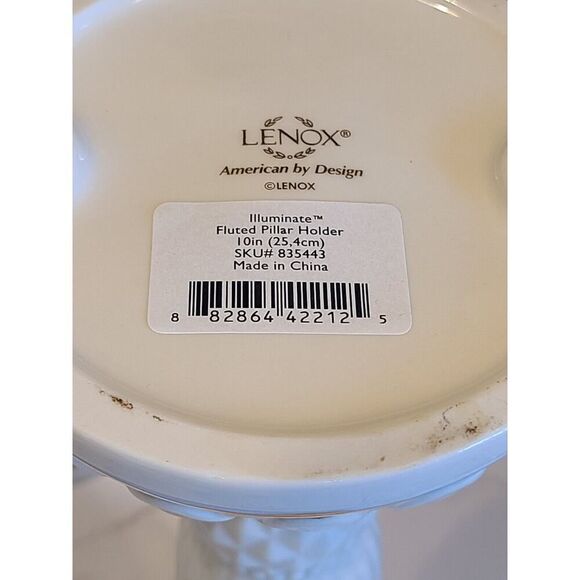 LENOX®
American by Design
©LENOX
Illuminate™
Fluted Pillar Holder
10in (25,4cm)
SKU# 835443
Made in China
8 82864 42212 5